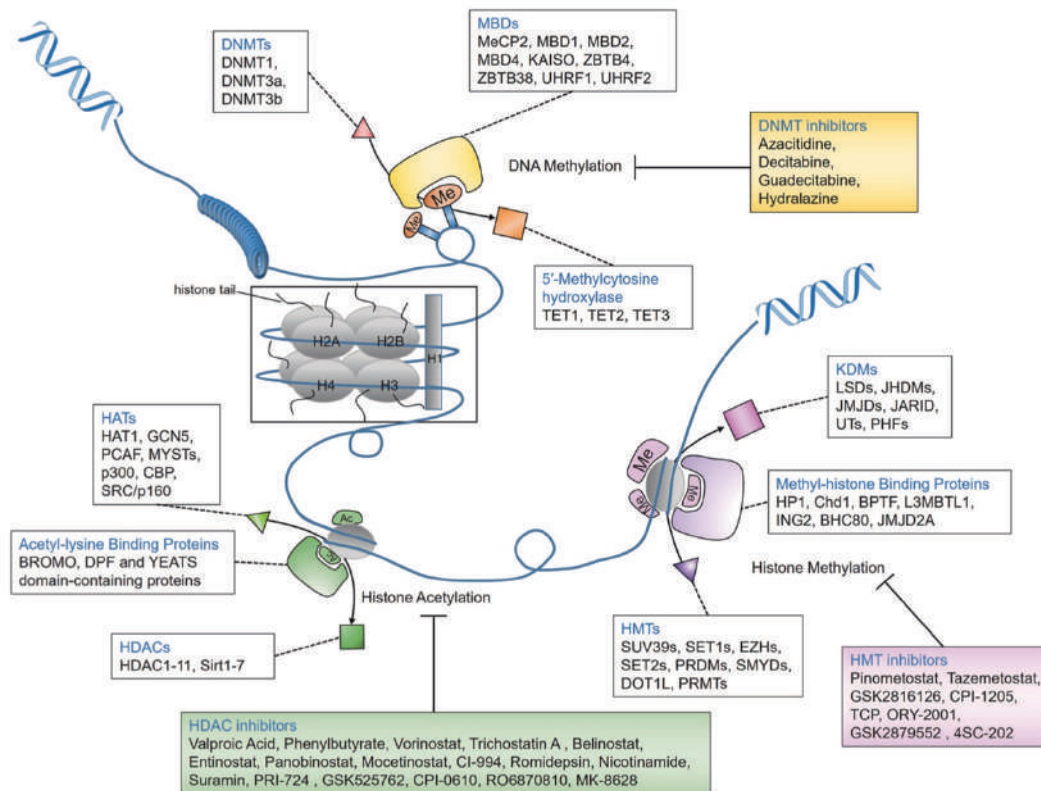 DNMTs
DNMT1,
DNMT3a,
DNMT3b
MBDs
MeCP2, MBD1, MBD2,
MBD4, KAISO, ZBTB4,
ZBTB38, UHRF1, UHRF2
DNMT inhibitors
Azacitidine,
Decitabine,
Guadecitabine,
Hydralazine
DNA Methylation
Me
Me
5'-Methylcytosine
hydroxylase
TET1, TET2, TET3
histone tail
H2A
H2B
H1
H4
H3
KDMs
LSDs, JHDMs,
JMJDs, JARID,
UTs, PHFs
HATs
HAT1, GCN5,
PCAF, MYSTs,
p300, CBP,
SRC/p160
Me
Me
Me
Methyl-histone Binding Proteins
HP1, Chd1, BPTF, L3MBTL1,
ING2, BHC80, JMJD2A
Ac
Ac
Acetyl-lysine Binding Proteins
BROMO, DPF and YEATS
domain-containing proteins
Histone Methylation
Histone Acetylation
HDACs
HDAC1-11, Sirt1-7
HMTs
SUV39s, SET1s, EZHs,
SET2s, PRDMs, SMYDs,
DOT1L, PRMTs
HMT inhibitors
Pinometostat, Tazemetostat,
GSK2816126, CPI-1205,
TCP, ORY-2001,
GSK2879552 , 4SC-202
HDAC inhibitors
Valproic Acid, Phenylbutyrate, Vorinostat, Trichostatin A , Belinostat,
Entinostat, Panobinostat, Mocetinostat, CI-994, Romidepsin, Nicotinamide,
Suramin, PRI-724 , GSK525762, CPI-0610, RO6870810, MK-8628